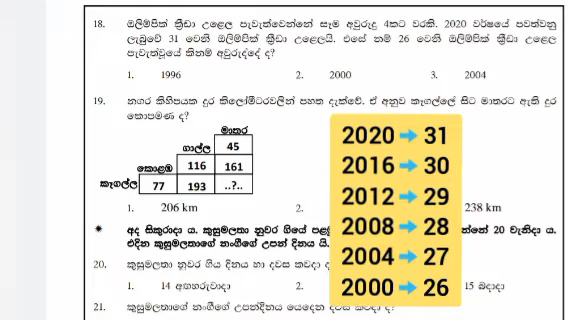 18. ඔලිම්පික් ක්‍රීඩා උළෙල පැවැත්වෙන්නේ සෑම අවුරුදු 4කට වරකි. 2020 වර්ෂයේ පවත්වනු
ලැබුවේ 31 වෙනි ඔලිම්පික් ක්‍රීඩා උළෙලයි. එසේ නම් 26 වෙනි ඔලිම්පික් ක්‍රීඩා උළෙල
පැවැත්වූයේ කිනම් අවුරුද්දේ ද?
1. 1996 2. 2000 3. 2004
19. නගර කිහිපයක දුර කිලෝමීටරවලින් පහත දැක්වේ. ඒ අනුව කෑගල්ලේ සිට මාතරට ඇති දුර
කොපමණ ද?
මාතර
ගාල්ල 45
කොළඹ 116 161
කෑගල්ල 77 193 ..?..
1. 206 km 2. 238 km
* අද සිකුරාදා ය. කුසුමලතා නුවර ගියේ පළමු න්නේ 20 වැනිදා ය.
එදින කුසුමලතාගේ නංගීගේ උපන් දිනය යි.
20. කුසුමලතා නුවර ගිය දිනය හා දවස කවදා ද
1. 14 අඟහරුවාදා 2. 15 බදාදා
21. කුසුමලතාගේ නංගීගේ උපන්දිනය යෙදෙන දවස කවදා ද?
2020 → 31
2016 → 30
2012 → 29
2008 → 28
2004 → 27
2000 → 26